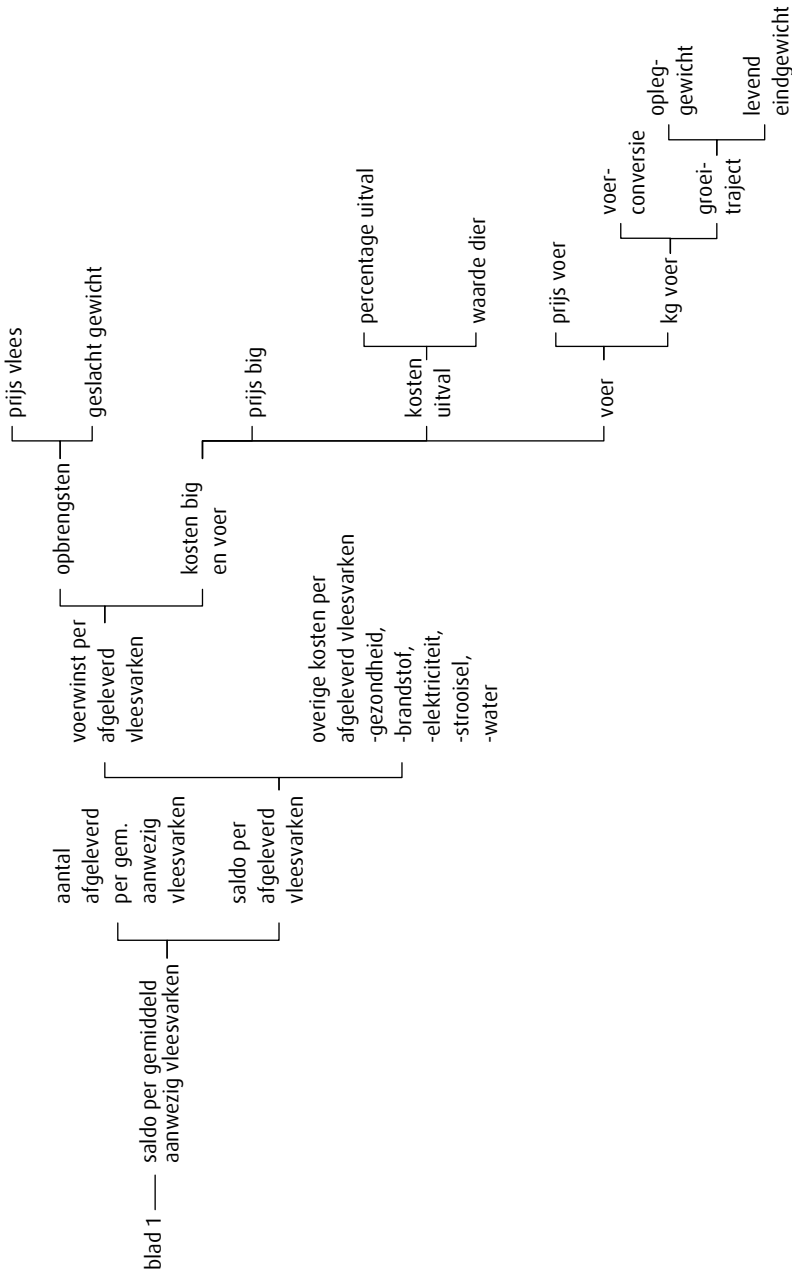 blad 1
saldo per gemiddeld
aanwezig vleesvarken
aantal
afgeleverd
per gem.
aanwezig
vleesvarken
saldo per
afgeleverd
vleesvarken
voerwinst per
afgeleverd
vleesvarken
overige kosten per
afgeleverd vleesvarken
-gezondheid,
-brandstof,
-elektriciteit,
-strooisel,
-water
opbrengsten
kosten big
en voer
prijs vlees
geslacht gewicht
prijs big
kosten
uitval
voer
percentage uitval
waarde dier
prijs voer
kg voer
voer-
conversie
groei-
traject
opleg-
gewicht
levend
eindgewicht